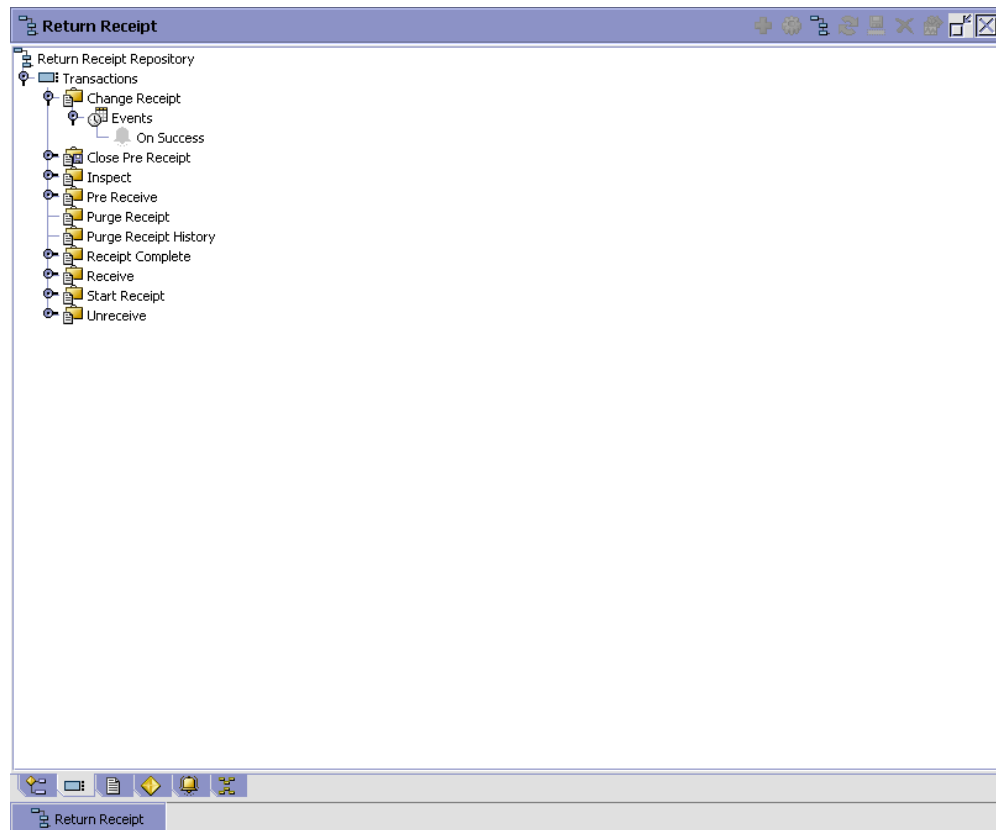 Return Receipt
Return Receipt Repository
Transactions
Change Receipt
Events
On Success
Close Pre Receipt
Inspect
Pre Receive
Purge Receipt
Purge Receipt History
Receipt Complete
Receive
Start Receipt
Unreceive
Return Receipt